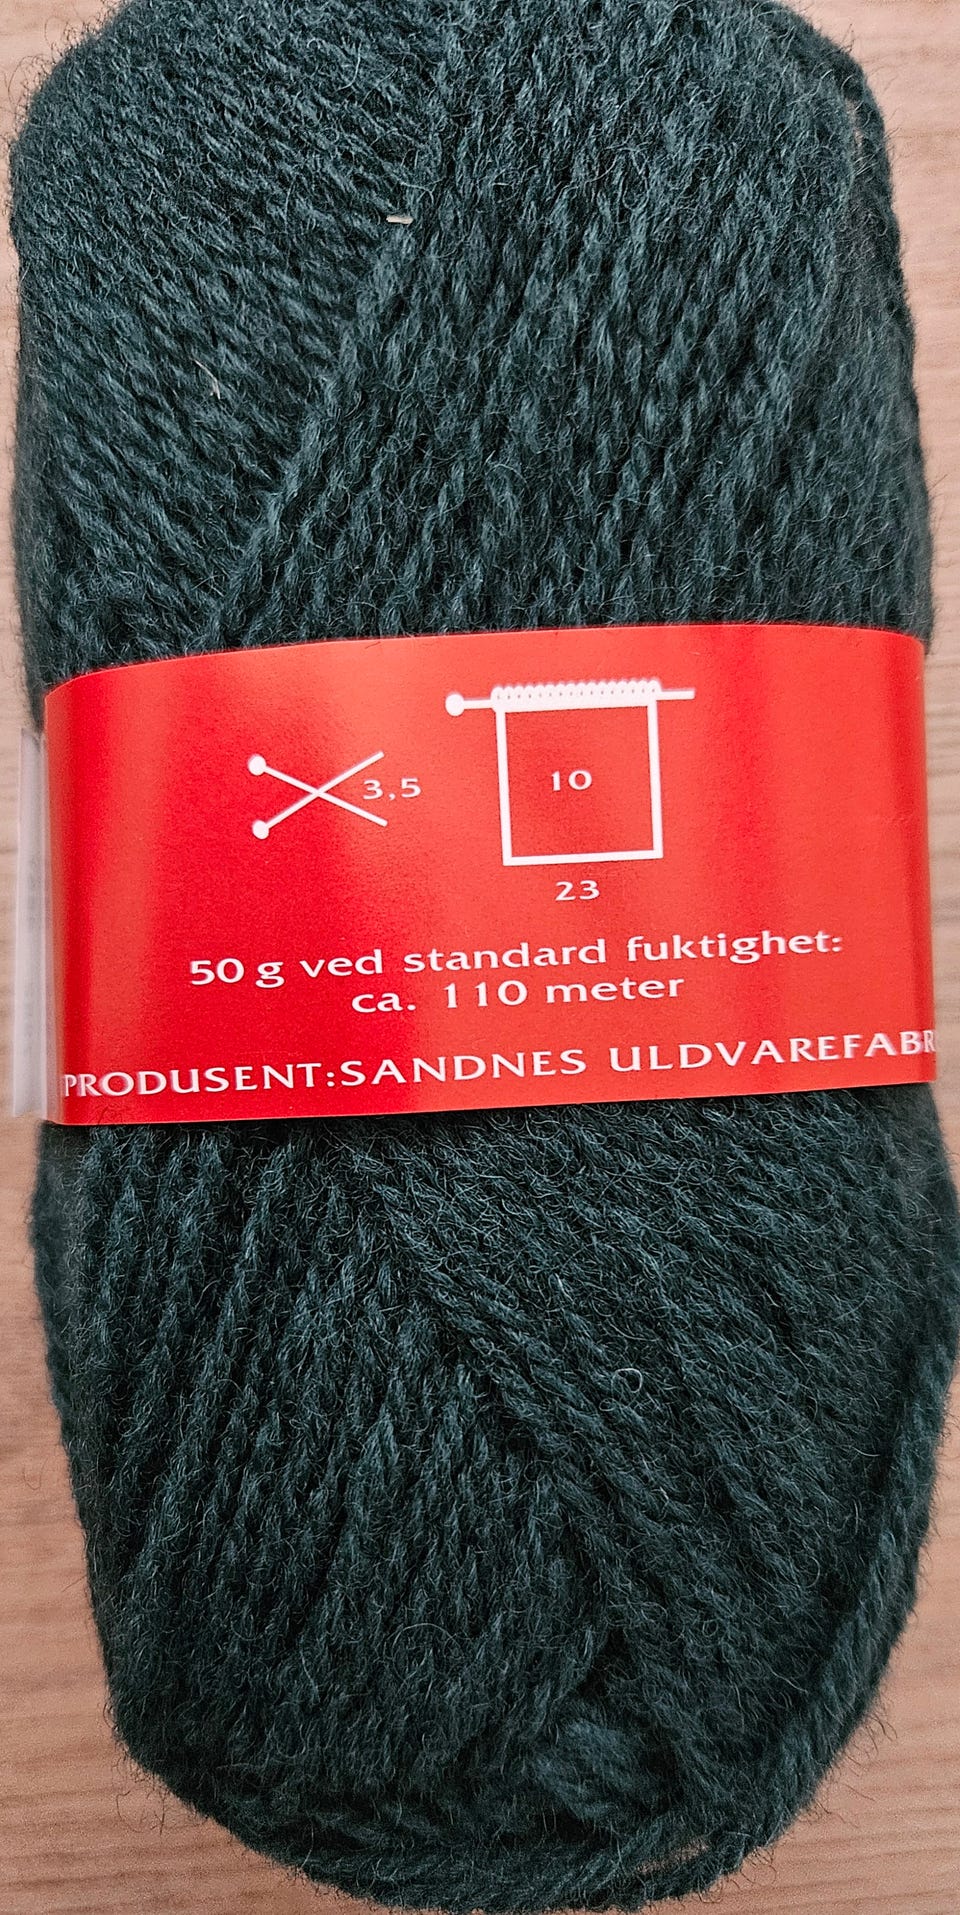 3,5
10
23
50 g ved standard fuktighet:
ca. 110 meter
PRODUSENT:SANDNES ULDVAREFABR